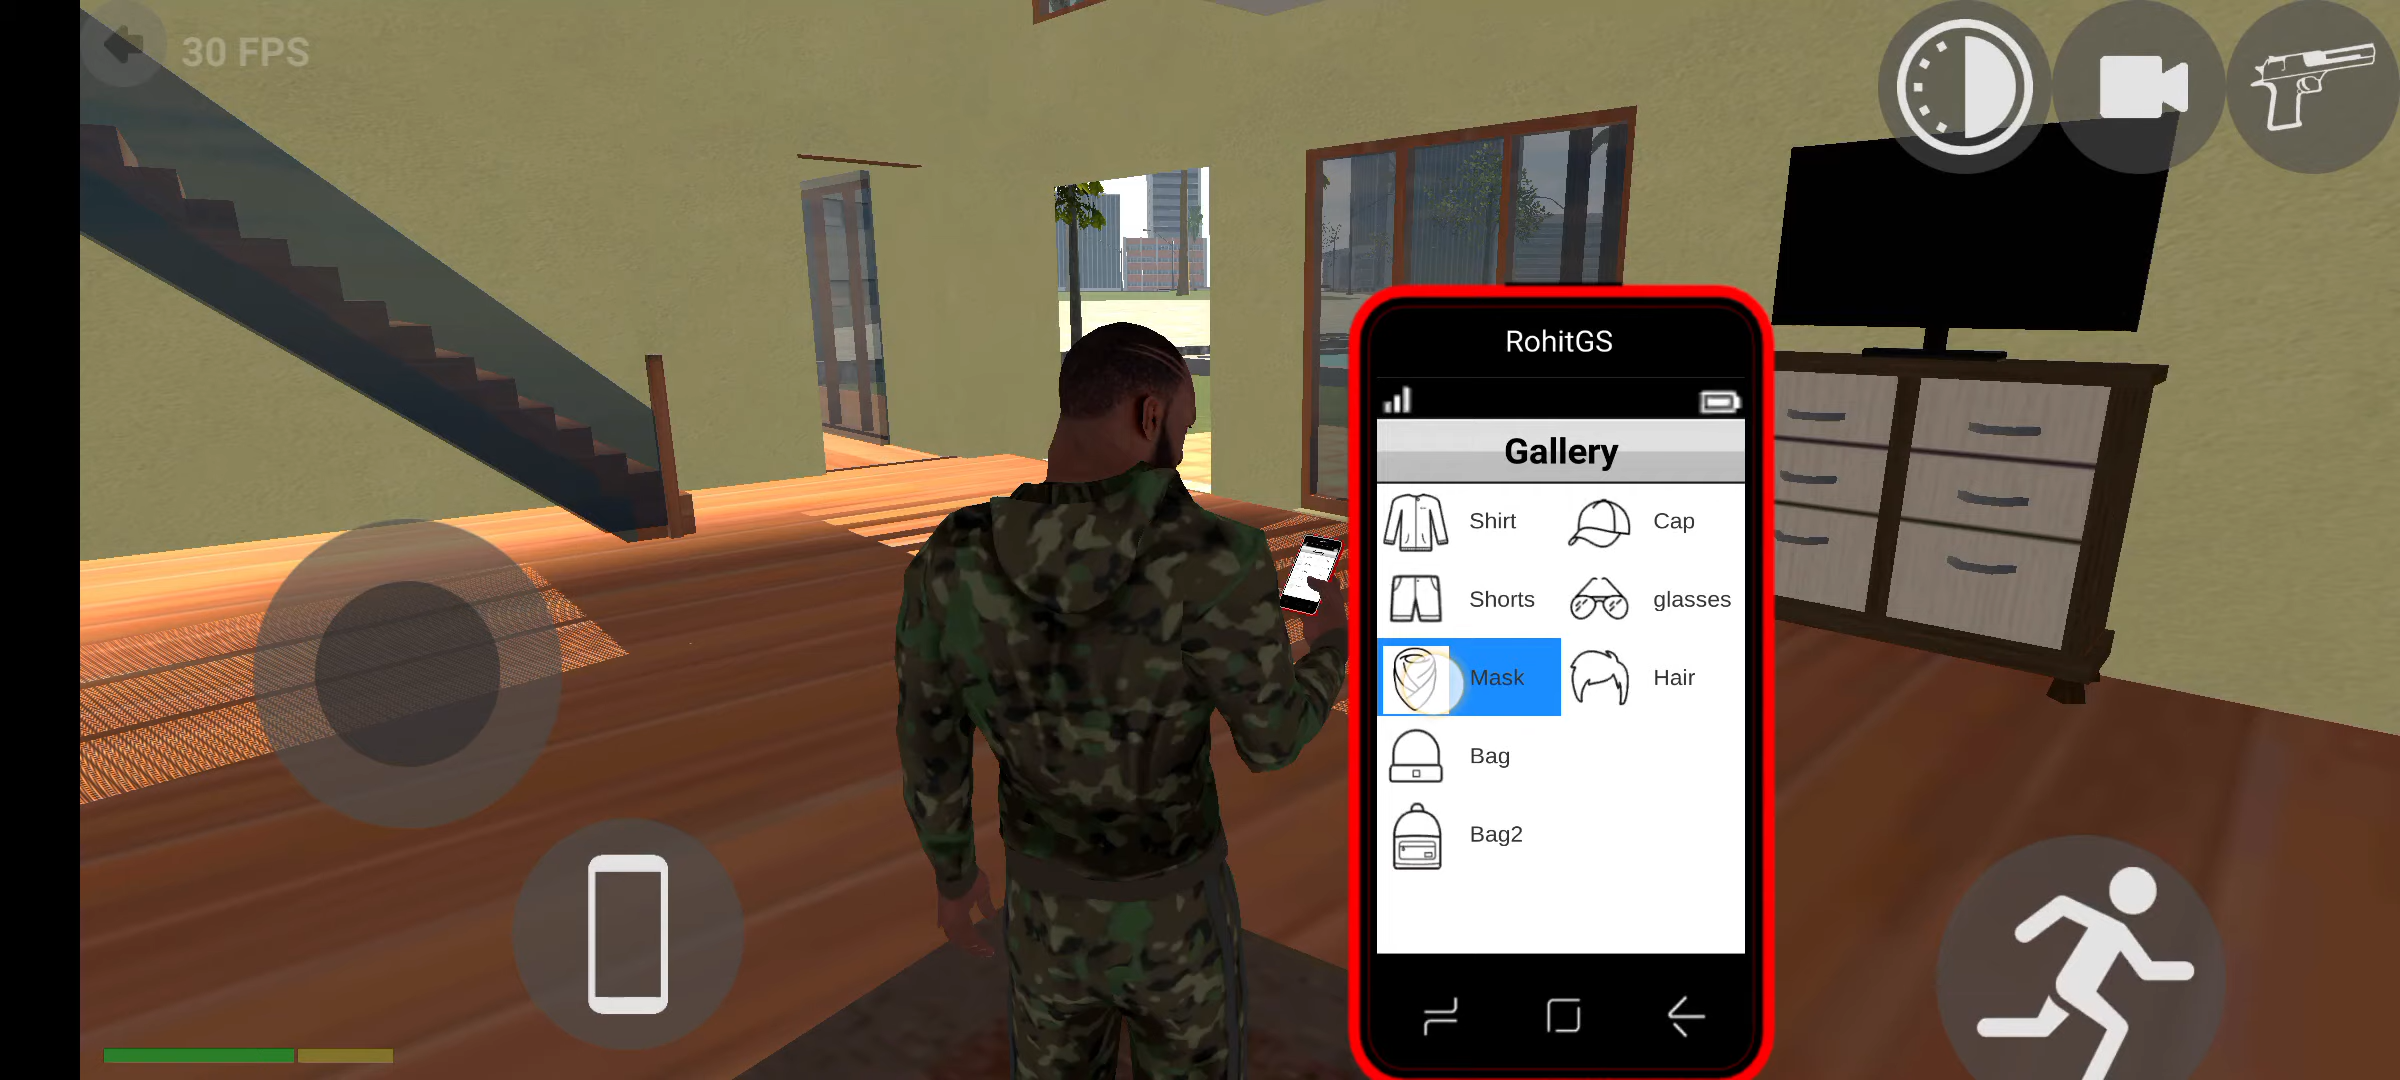 30 FPS
RohitGS
Gallery
Shirt
Cap
Shorts
glasses
Mask
Hair
Bag
Bag2